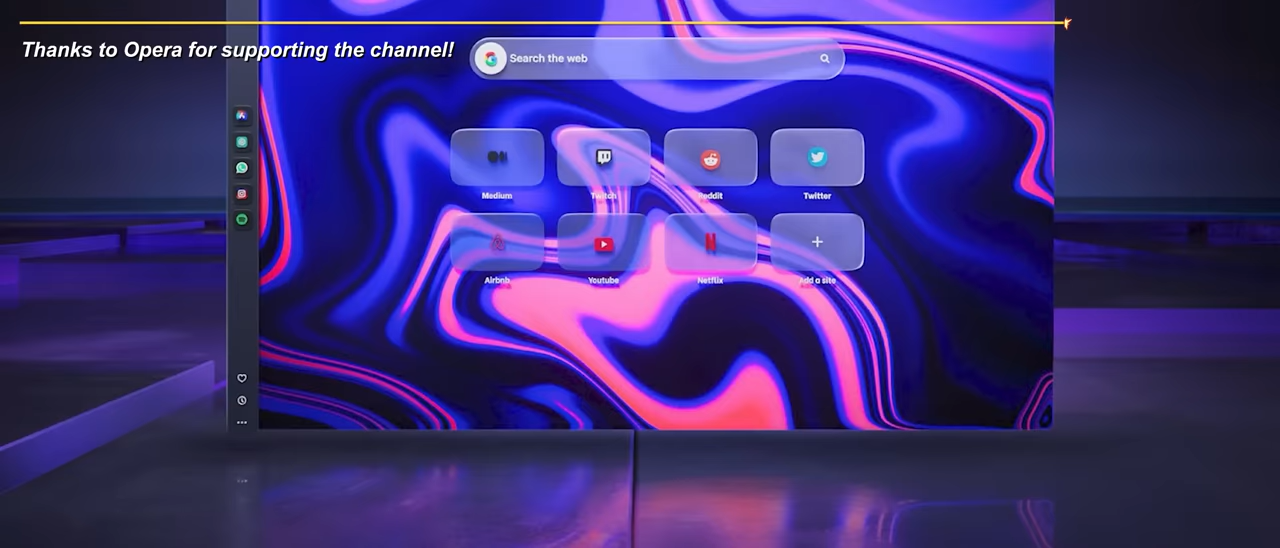 Thanks to Opera for supporting the channel!
Search the web
Medium
Twitch
Reddit
Twitter
Airbnb
Youtube
Netflix
Add a site